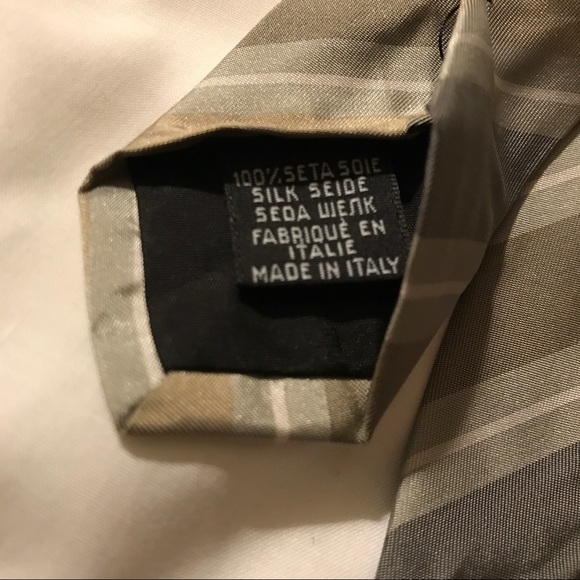 100% SETA SOIE
SILK SEIDE
SEDA ШЕЛК
FABRIQUÉ EN
ITALIE
MADE IN ITALY